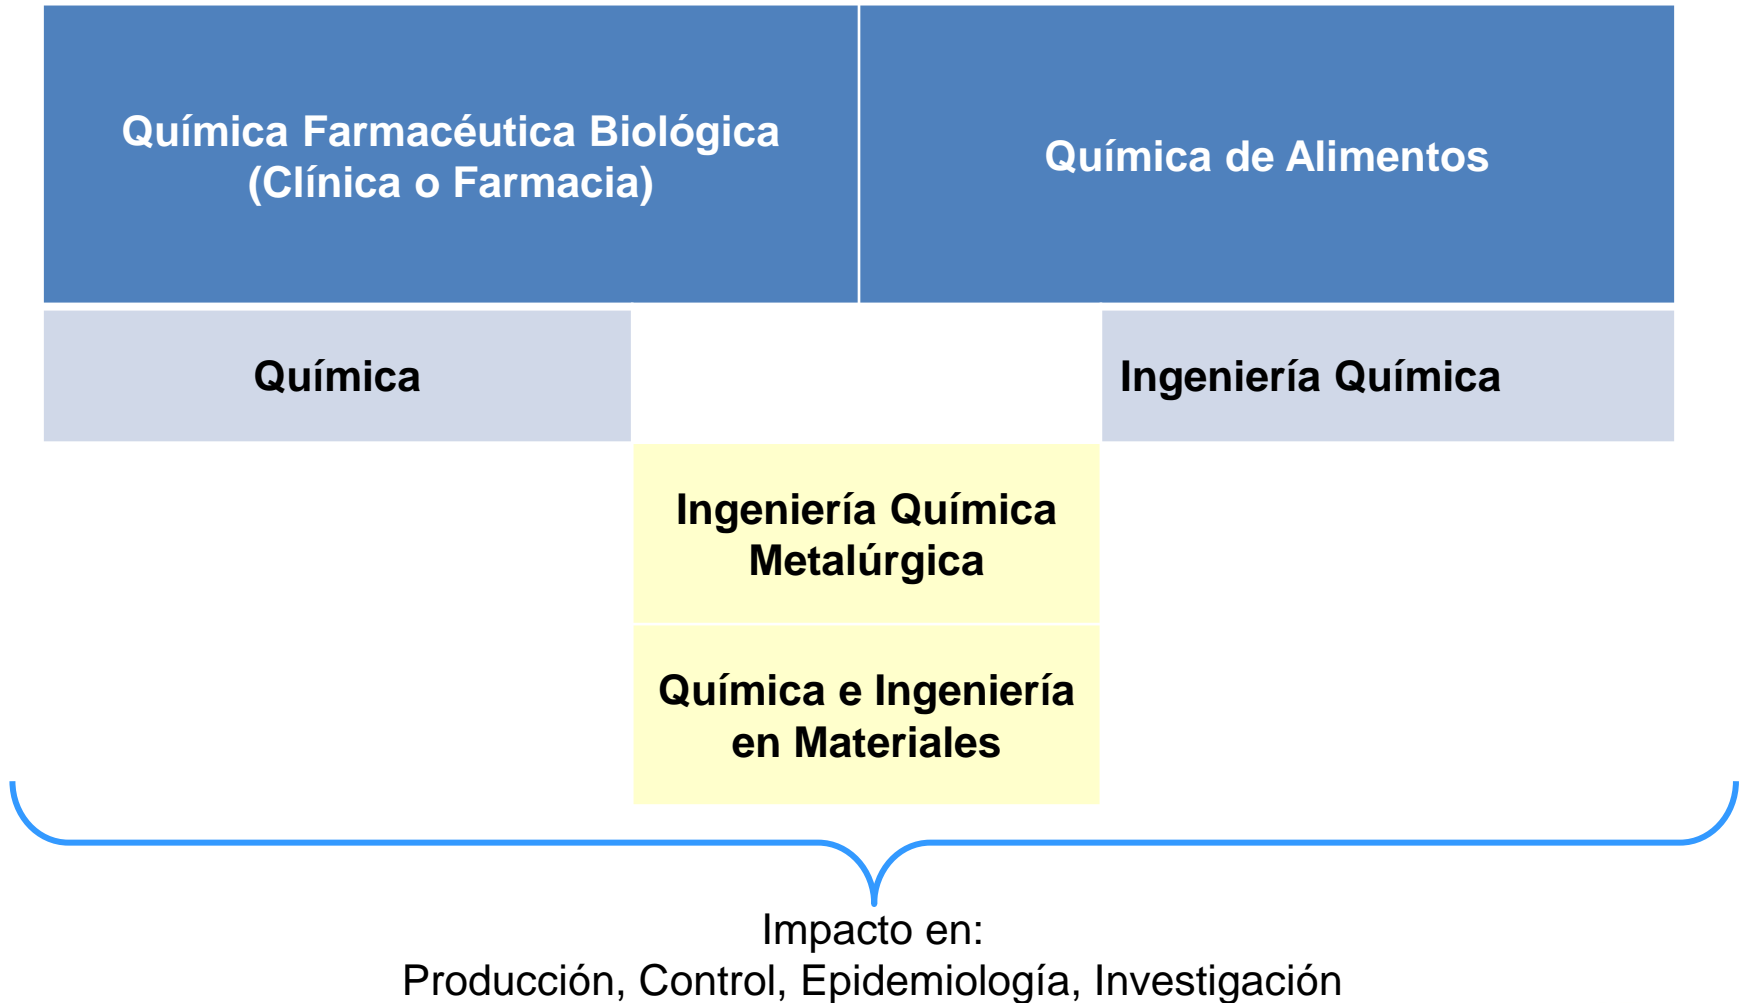 Química Farmacéutica Biológica
(Clínica o Farmacia)
Química de Alimentos
Química
Ingeniería Química
Ingeniería Química
Metalúrgica
Química e Ingeniería
en Materiales
Impacto en:
Producción, Control, Epidemiología, Investigación